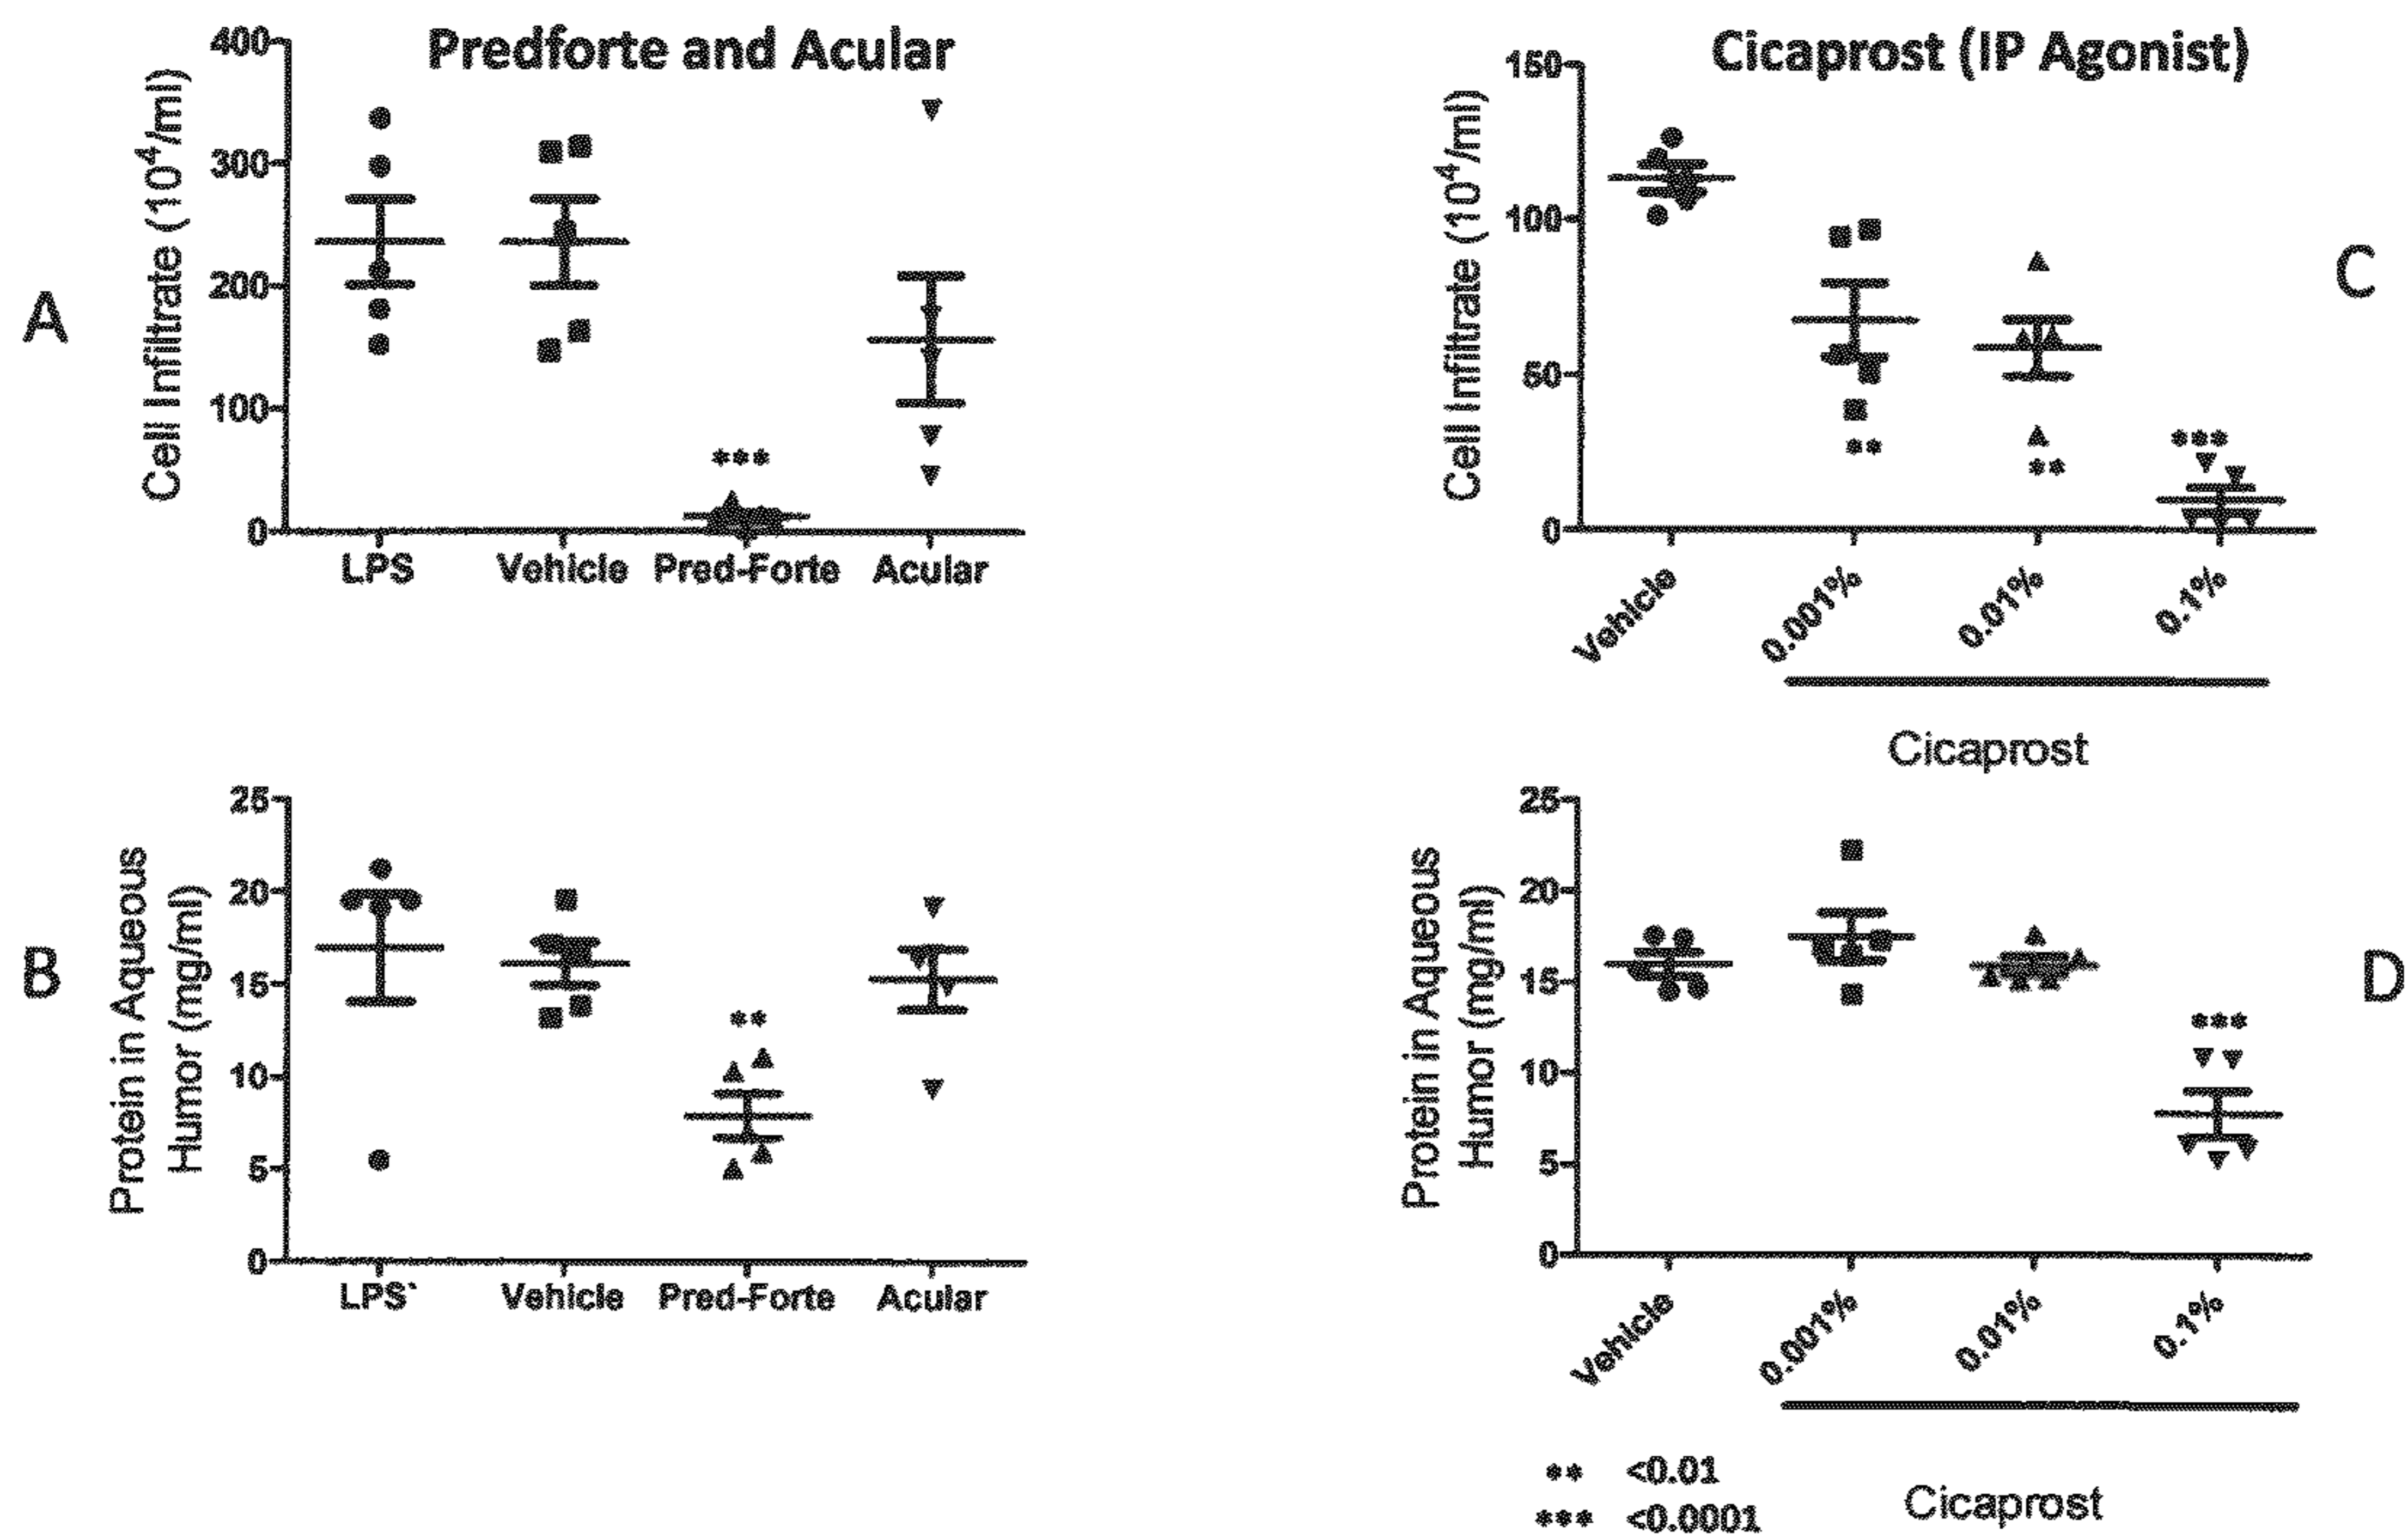 Predforte and Acular
A
Cell Infiltrate (10⁴/ml)
400
300
200
100
0
***
LPS
Vehicle
Pred-Forte
Acular
Cicaprost (IP Agonist)
C
Cell Infiltrate (10⁴/ml)
150
100
50
0
**
**
***
Vehicle
0.001%
0.01%
0.1%
Cicaprost
B
Protein in Aqueous
Humor (mg/ml)
25
20
15
10
5
0
**
LPS`
Vehicle
Pred-Forte
Acular
D
Protein in Aqueous
Humor (mg/ml)
25
20
15
10
5
0
***
Vehicle
0.001%
0.01%
0.1%
Cicaprost
** <0.01
*** <0.0001